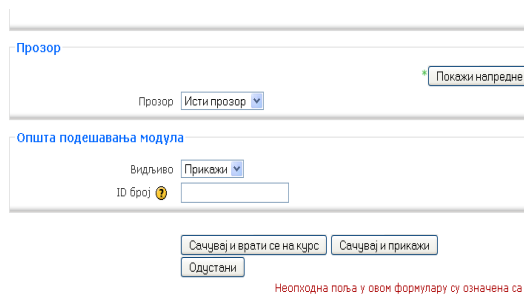 Прозор
* Покажи напредне
Прозор Исти прозор
Општа подешавања модула
Видљиво Прикажи
ID број ?
Сачувај и врати се на курс Сачувај и прикажи
Одустани
Неопходна поља у овом формулару су означена са